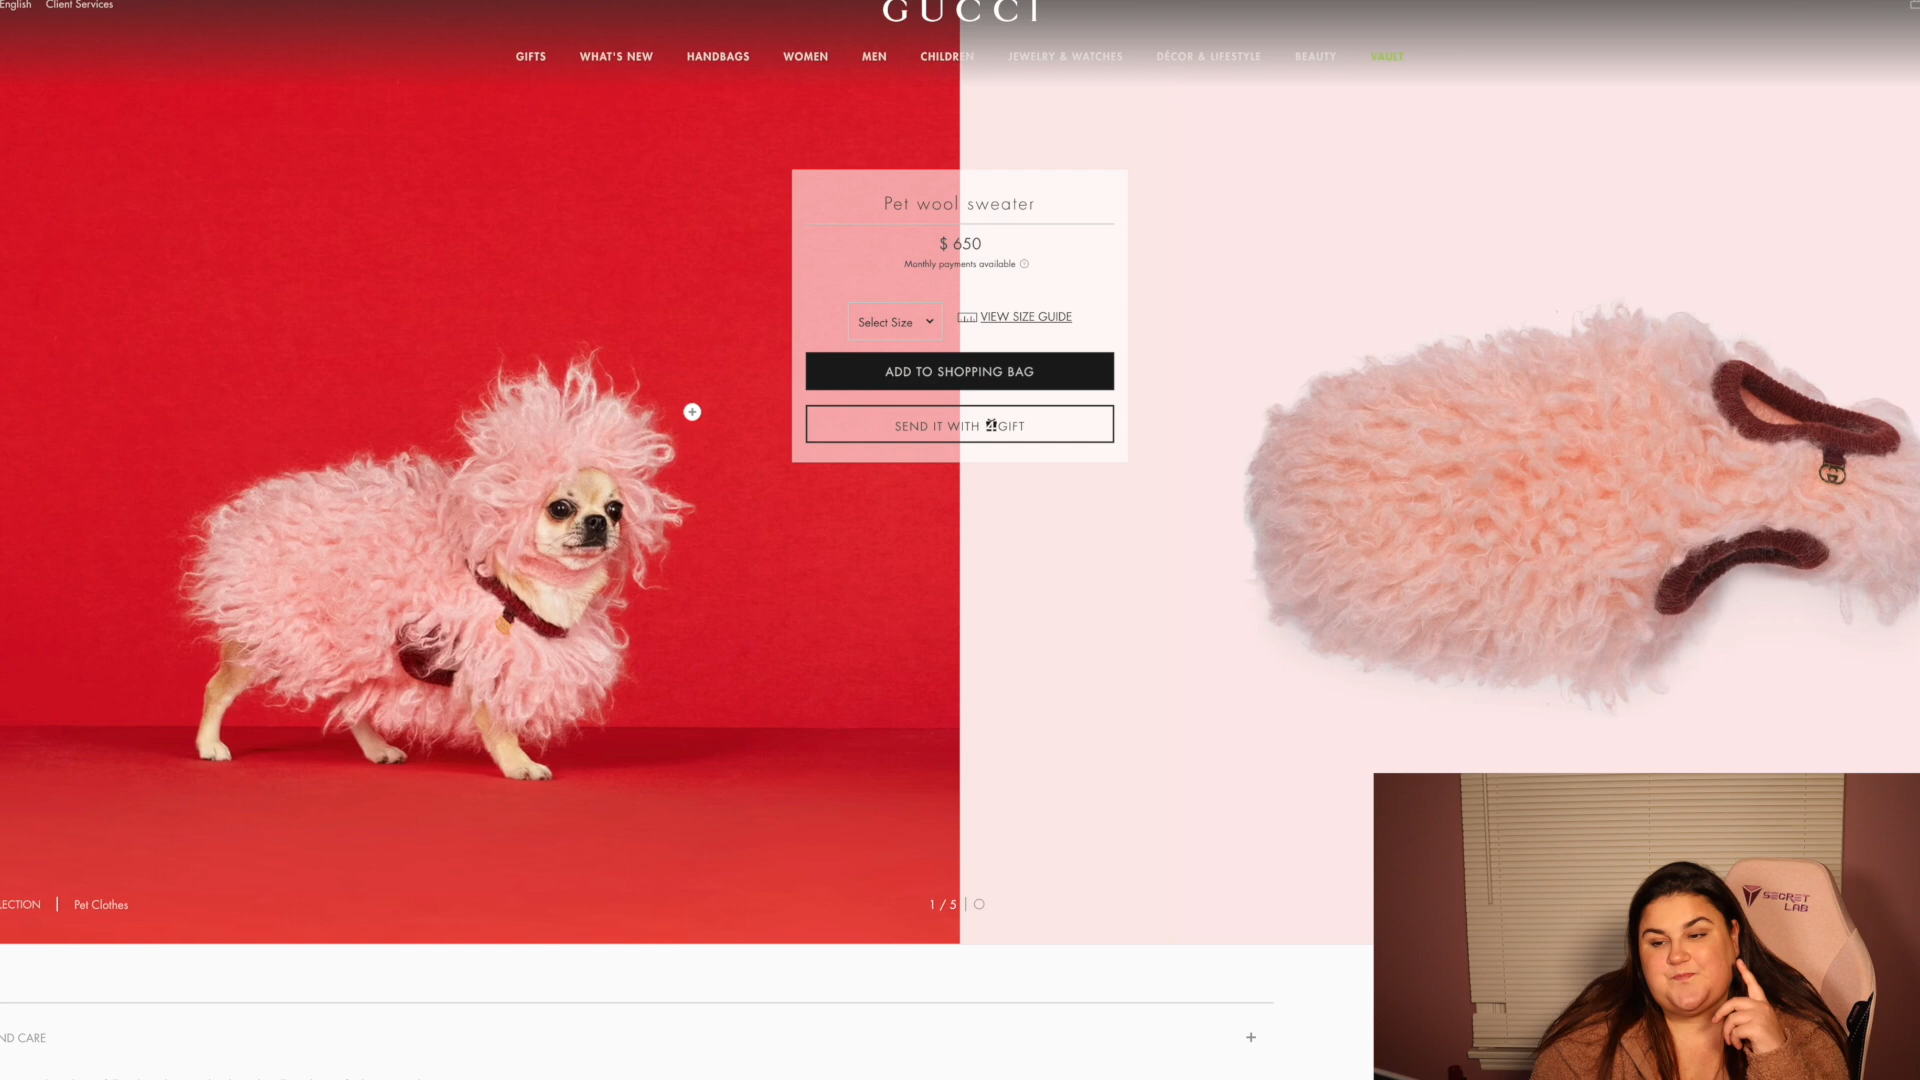 English Client Services
GUCCI
GIFTS WHAT'S NEW HANDBAGS WOMEN MEN CHILDREN JEWELRY & WATCHES DÉCOR & LIFESTYLE BEAUTY VAULT
Pet wool sweater
$ 650
Monthly payments available
Select Size VIEW SIZE GUIDE
ADD TO SHOPPING BAG
SEND IT WITH GIFT
LECTION | Pet Clothes
1 / 5
ND CARE
SECRET
LAB